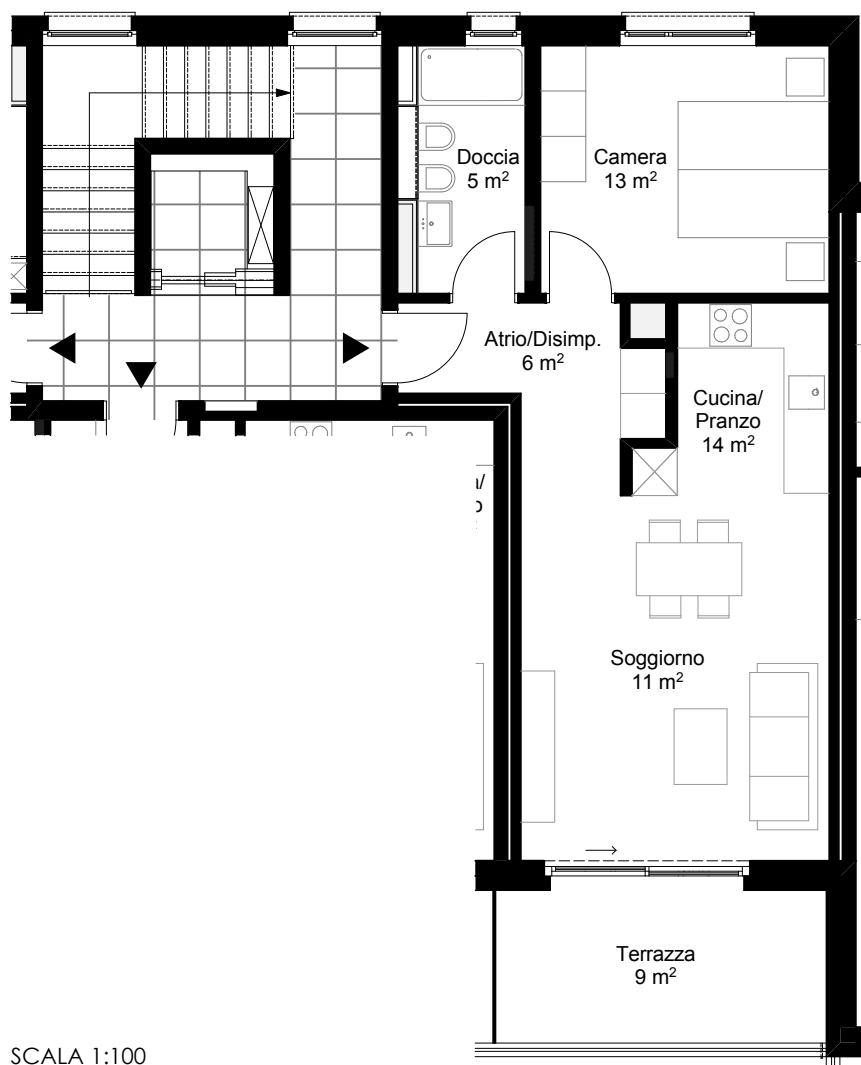 Doccia
5 m²
Camera
13 m²
Atrio/Disimp.
6 m²
Cucina/
Pranzo
14 m²
Soggiorno
11 m²
Terrazza
9 m²
SCALA 1:100